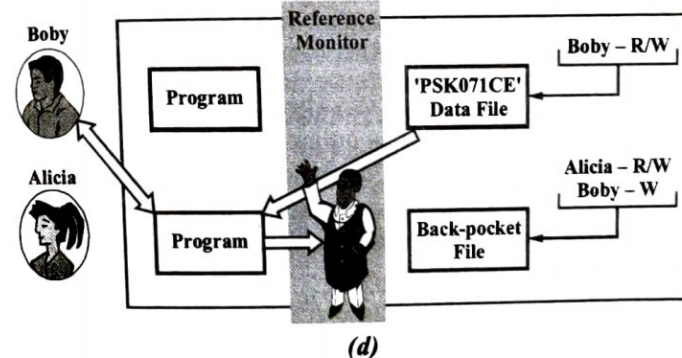 Reference
Monitor
Boby
Program
'PSK071CE'
Data File
Boby – R/W
Alicia
Program
Back-pocket
File
Alicia – R/W
Boby – W
(d)